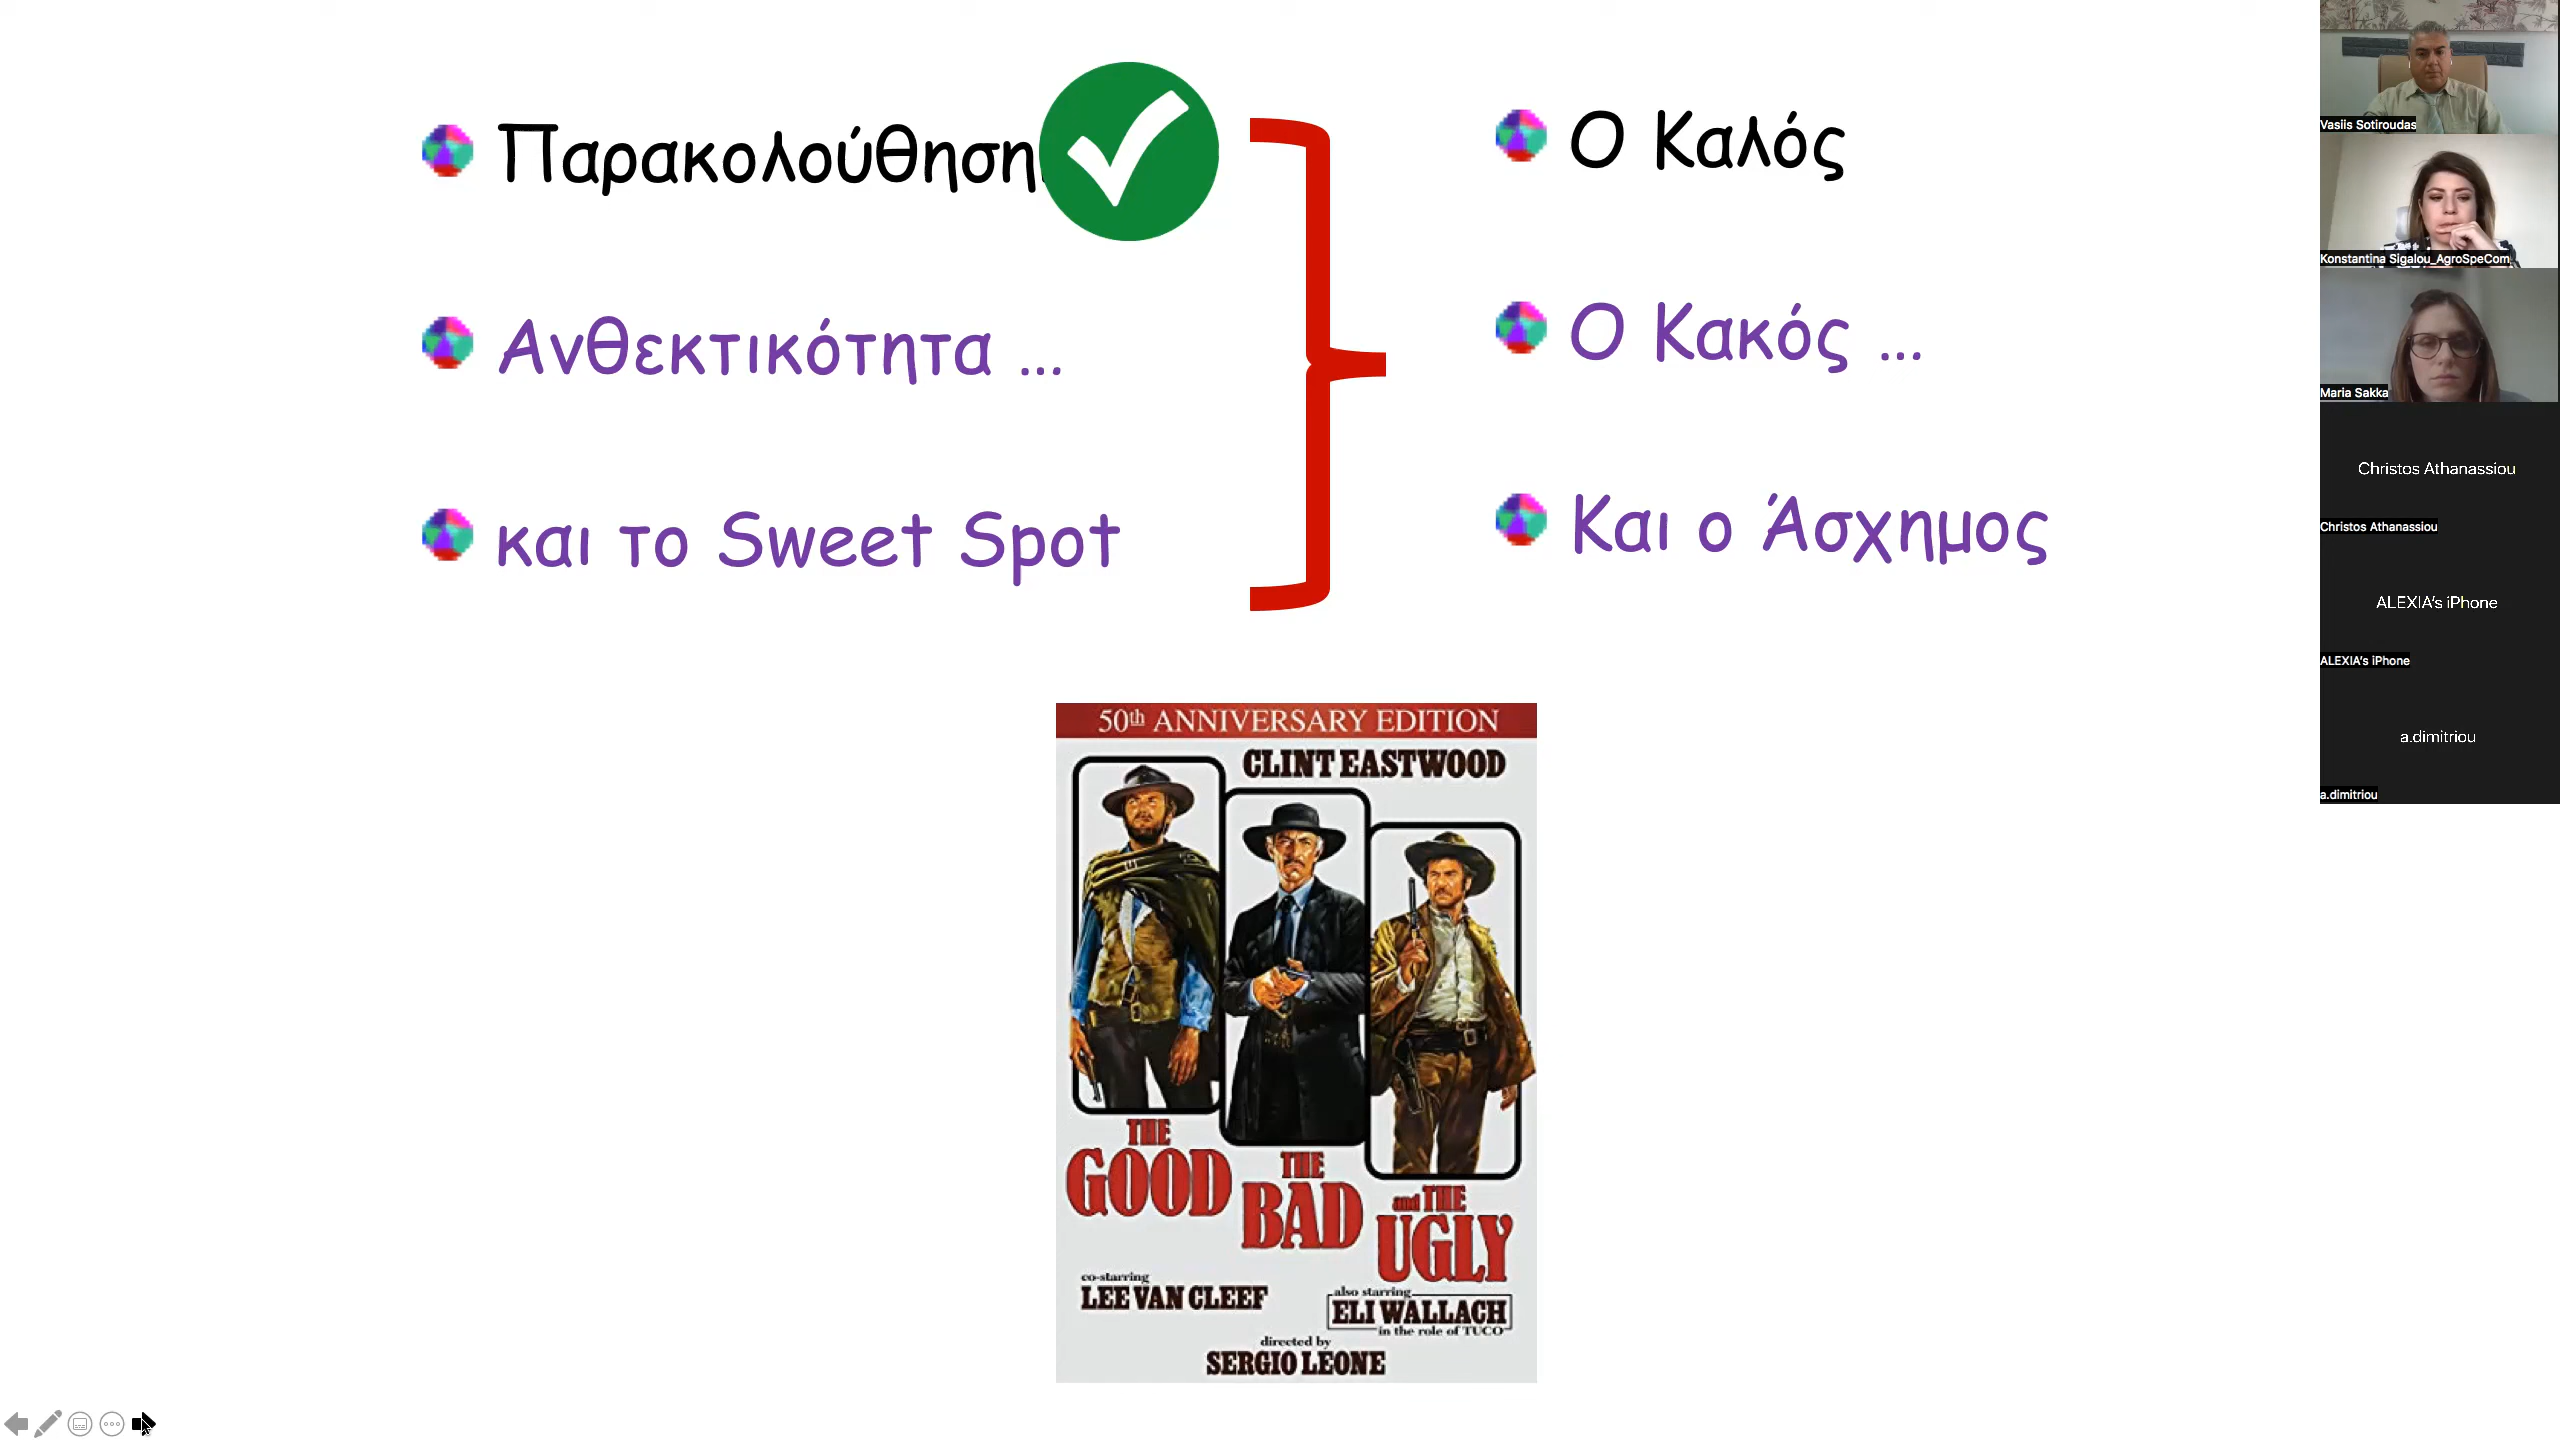 Παρακολούθηση
Ανθεκτικότητα ...
και το Sweet Spot
Ο Καλός
Ο Κακός ...
Και ο Άσχημος
50th ANNIVERSARY EDITION
CLINT EASTWOOD
THE GOOD
THE BAD
and THE UGLY
co-starring
LEE VAN CLEEF
also starring
ELI WALLACH
in the role of TUCO
directed by
SERGIO LEONE
Vasiis Sotiroudas
Konstantina Sigalou_AgroSpeCom
Maria Sakka
Christos Athanassiou
Christos Athanassiou
ALEXIA's iPhone
ALEXIA's iPhone
a.dimitriou
a.dimitriou